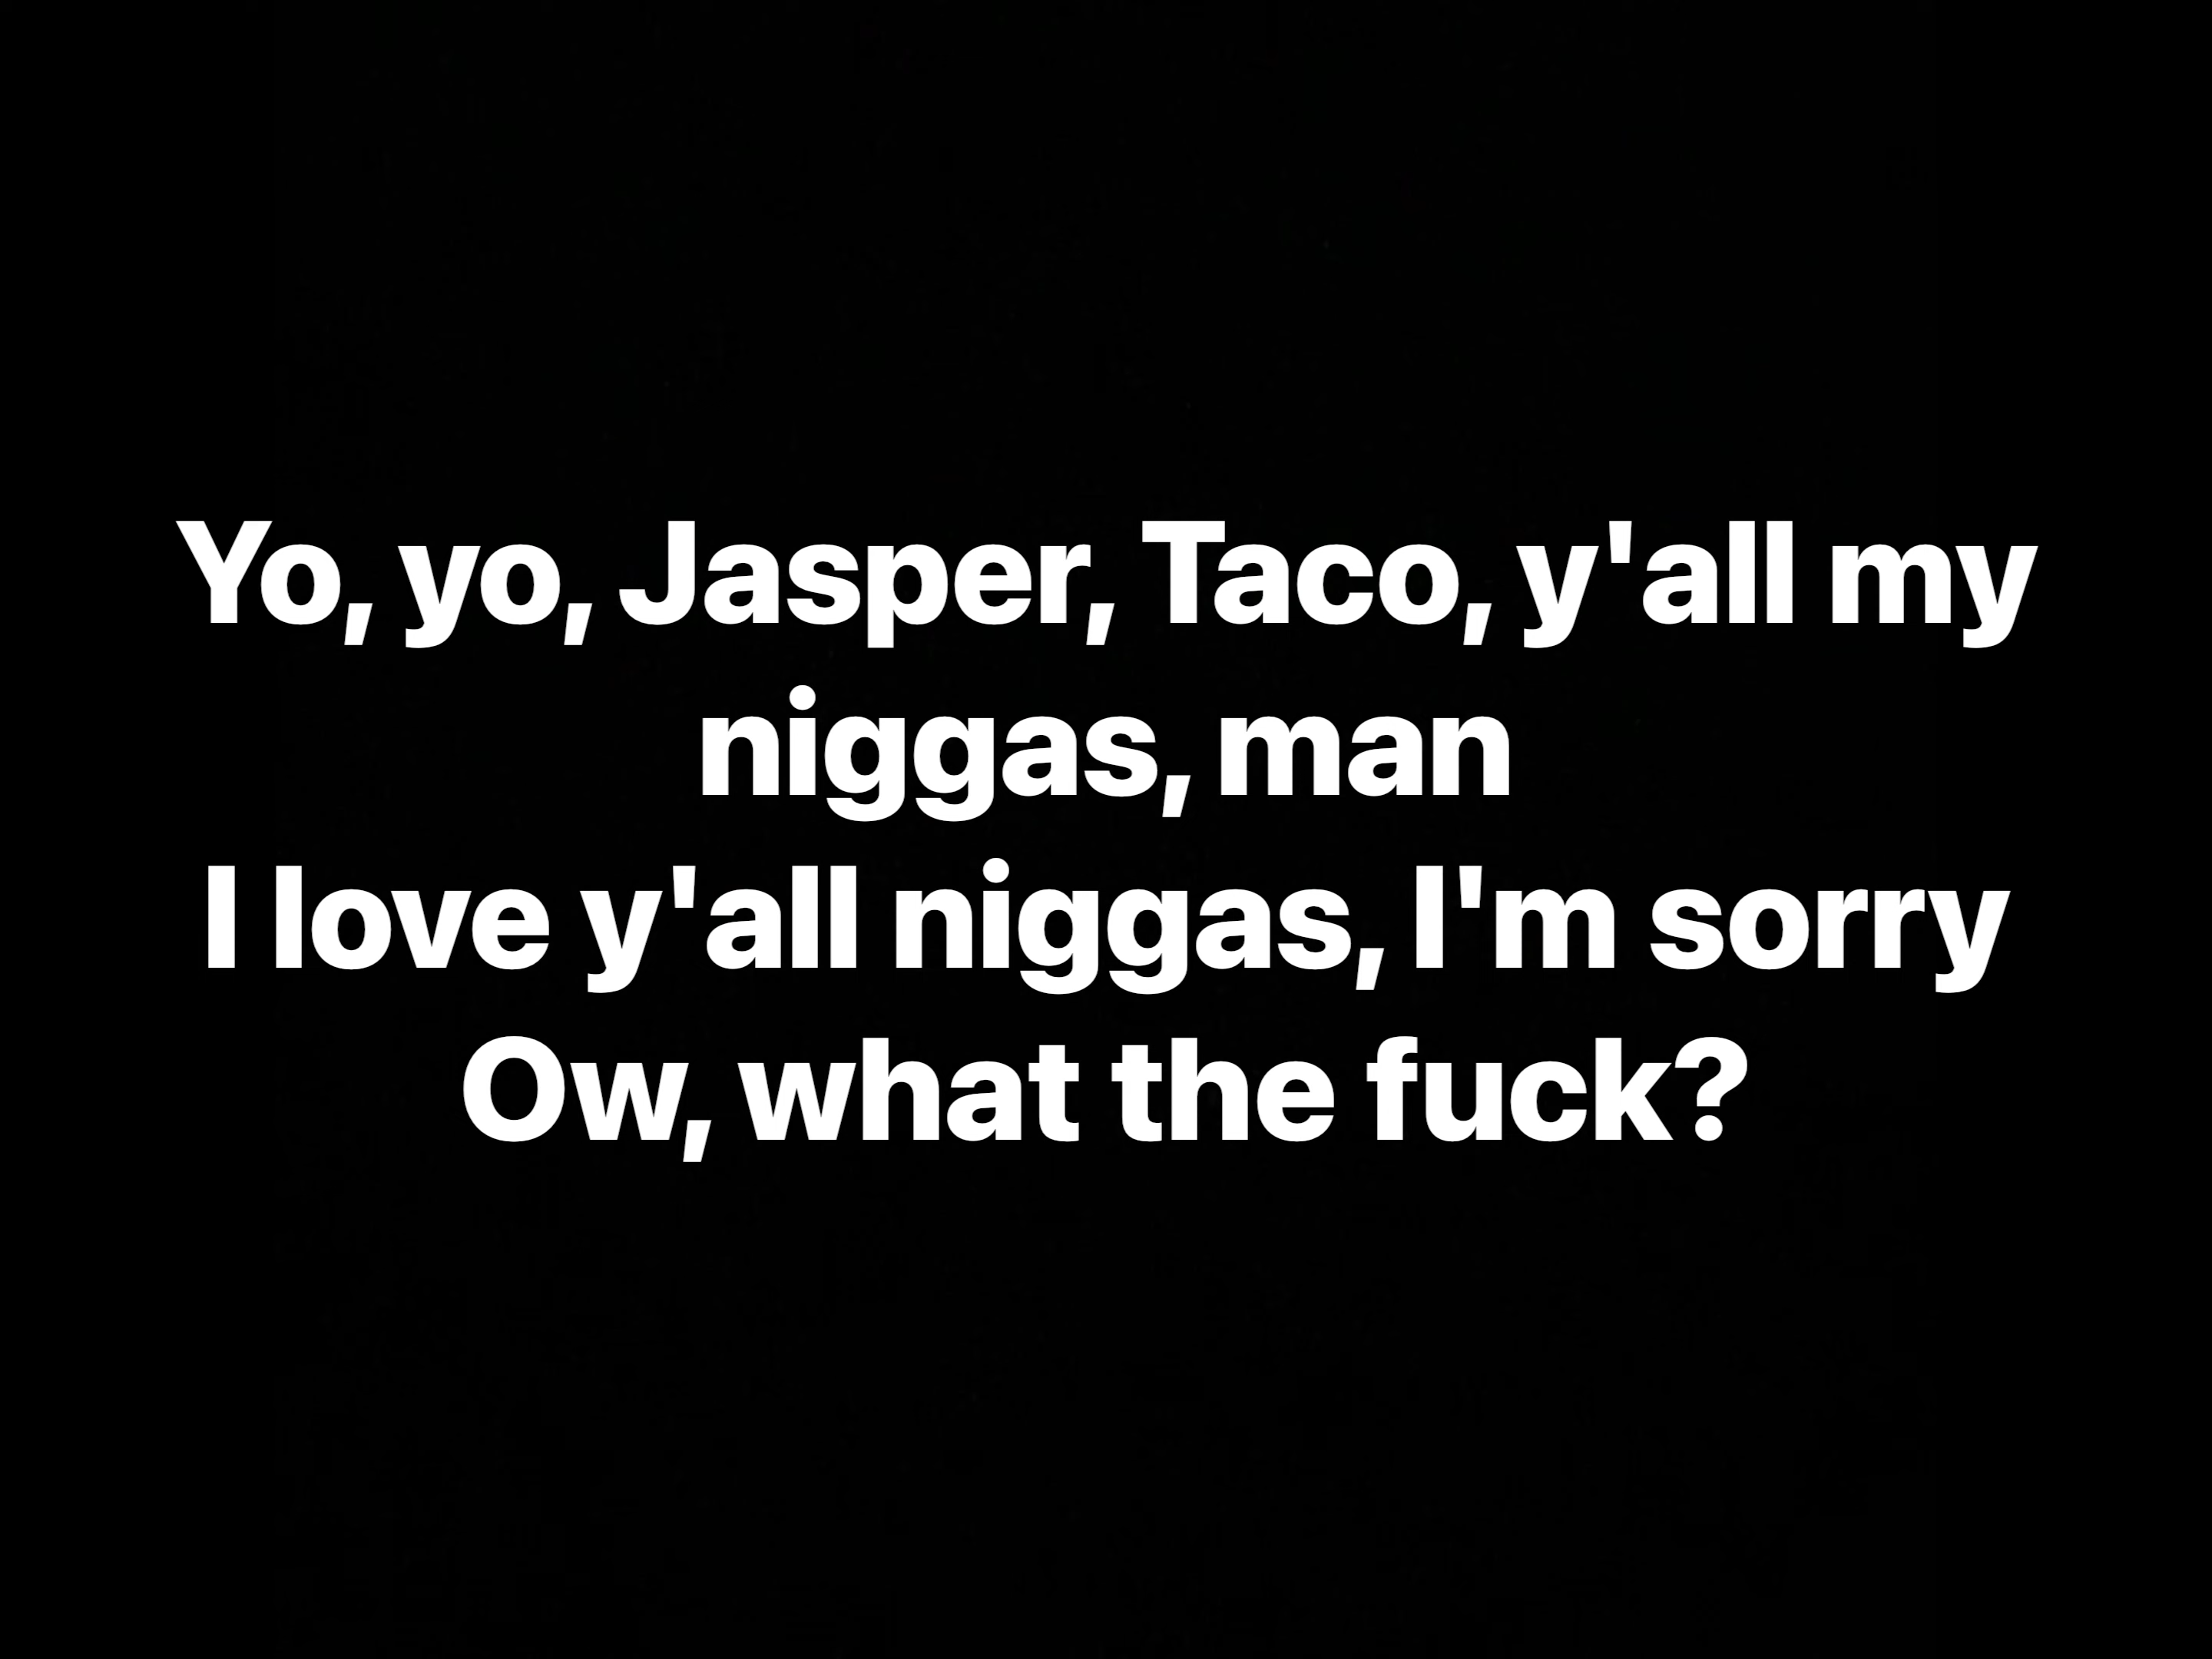 Yo, yo, Jasper, Taco, y'all my
niggas, man
I love y'all niggas, I'm sorry
Ow, what the fuck?